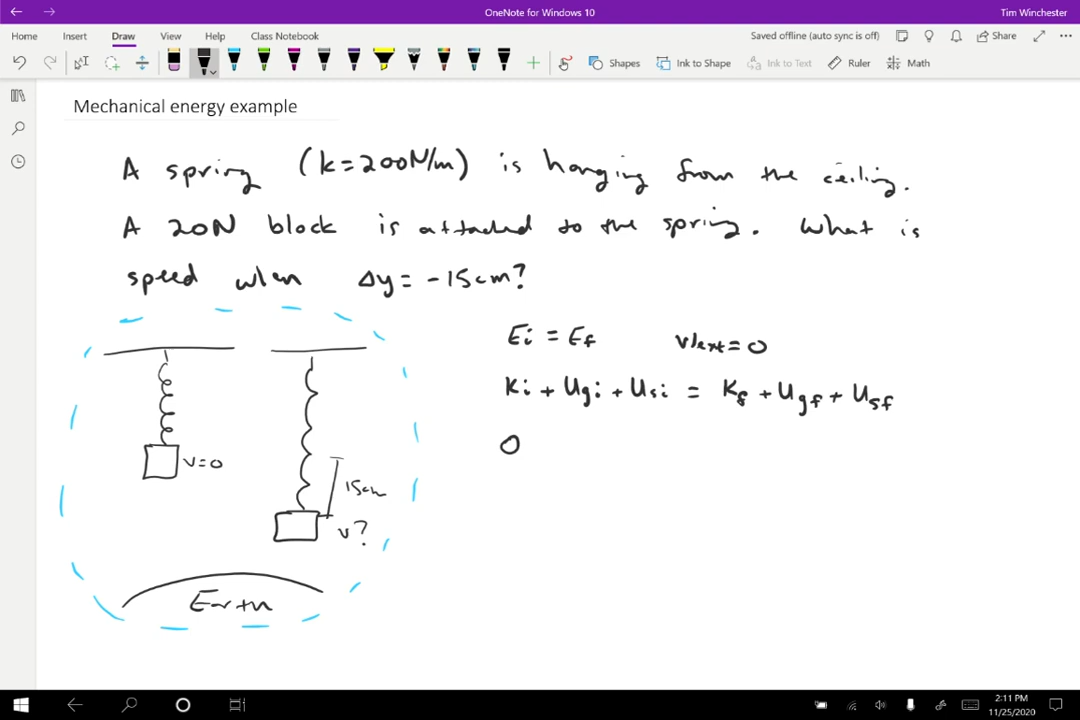 OneNote for Windows 10
Tim Winchester
Home Insert Draw View Help Class Notebook
Saved offline (auto sync is off) Share
Shapes Ink to Shape Ink to Text Ruler Math
Mechanical energy example
A spring (k=200N/m) is hanging from the ceiling.
A 20N block is attached to the spring. What is
speed when Δy = -15cm?
Ei = Ef Wext = 0
Ki + Ugi + Usi = Kf + Ugf + Usf
0
v=0
15cm
v?
Earth
2:11 PM
11/25/2020